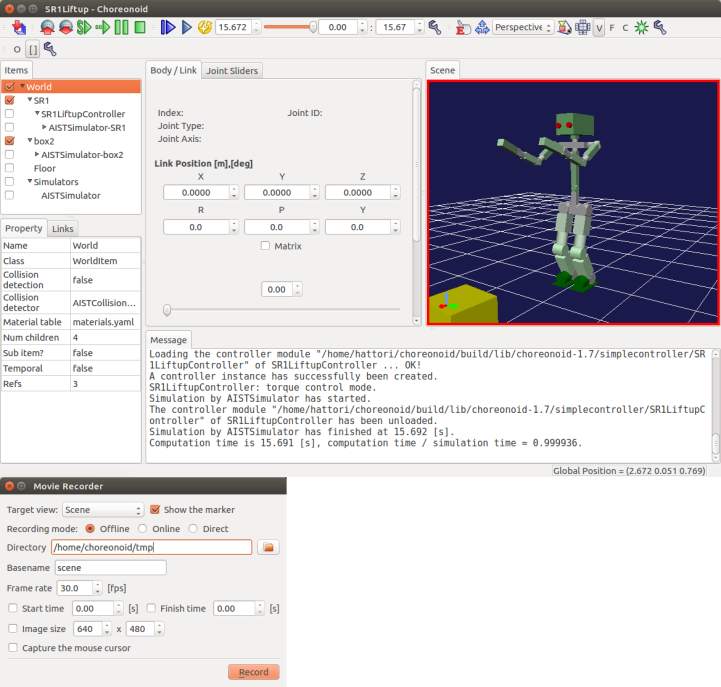 SR1Liftup - Choreonoid
15.672 0.00 : 15.67 Perspective V F C
O []
Items
World
SR1
SR1LiftupController
AISTSimulator-SR1
box2
AISTSimulator-box2
Floor
Simulators
AISTSimulator
Property Links
Name World
Class WorldItem
Collision detection false
Collision detector AISTCollision...
Material table materials.yaml
Num children 4
Sub item? false
Temporal false
Refs 3
Body / Link Joint Sliders
Index: Joint ID:
Joint Type:
Joint Axis:
Link Position [m],[deg]
X Y Z
0.0000 0.0000 0.0000
R P Y
0.0 0.0 0.0
Matrix
0.00
Scene
Message
Loading the controller module "/home/hattori/choreonoid/build/lib/choreonoid-1.7/simplecontroller/SR
1LiftupController" of SR1LiftupController ... OK!
A controller instance has successfully been created.
SR1LiftupController: torque control mode.
Simulation by AISTSimulator has started.
The controller module "/home/hattori/choreonoid/build/lib/choreonoid-1.7/simplecontroller/SR1LiftupC
ontroller" of SR1LiftupController has been unloaded.
Simulation by AISTSimulator has finished at 15.692 [s].
Computation time is 15.691 [s], computation time / simulation time = 0.999936.
Global Position = (2.672 0.051 0.769)
Movie Recorder
Target view: Scene Show the marker
Recording mode: Offline Online Direct
Directory /home/choreonoid/tmp
Basename scene
Frame rate 30.0 [fps]
Start time 0.00 [s] Finish time 0.00 [s]
Image size 640 x 480
Capture the mouse cursor
Record